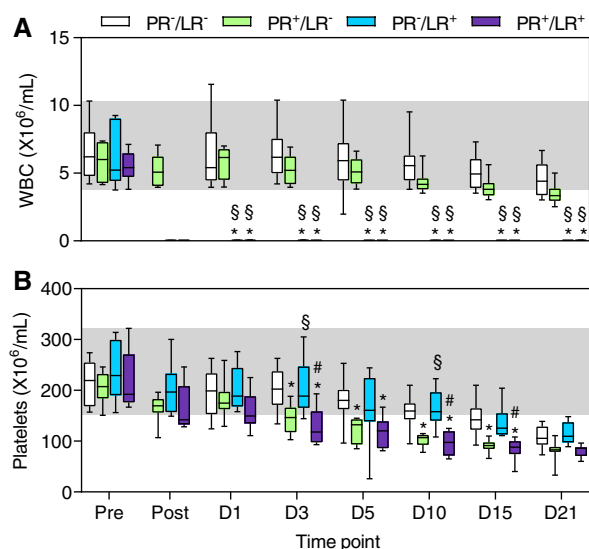 PR-/LR- PR+/LR- PR-/LR+ PR+/LR+
A
WBC (X10⁶/mL)
15
10
5
0
§ § § § § § § § § § § §
* * * * * * * * * * * *
B
Platelets (X10⁶/mL)
400
300
200
100
0
§
* # *
* *
§
* # *
* # *
Pre Post D1 D3 D5 D10 D15 D21
Time point